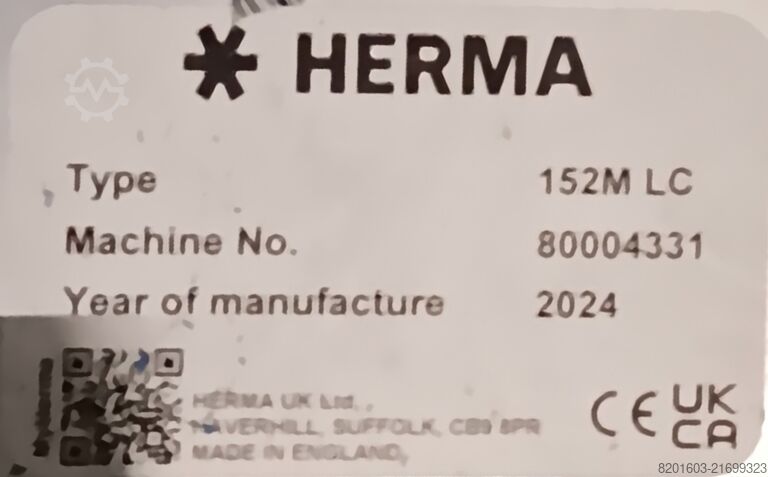 HERMA
Type 152M LC
Machine No. 80004331
Year of manufacture 2024
HERMA UK Ltd.,
HAVERHILL, SUFFOLK, CB9 8PR
MADE IN ENGLAND,
CE UK CA
8201603-21699323